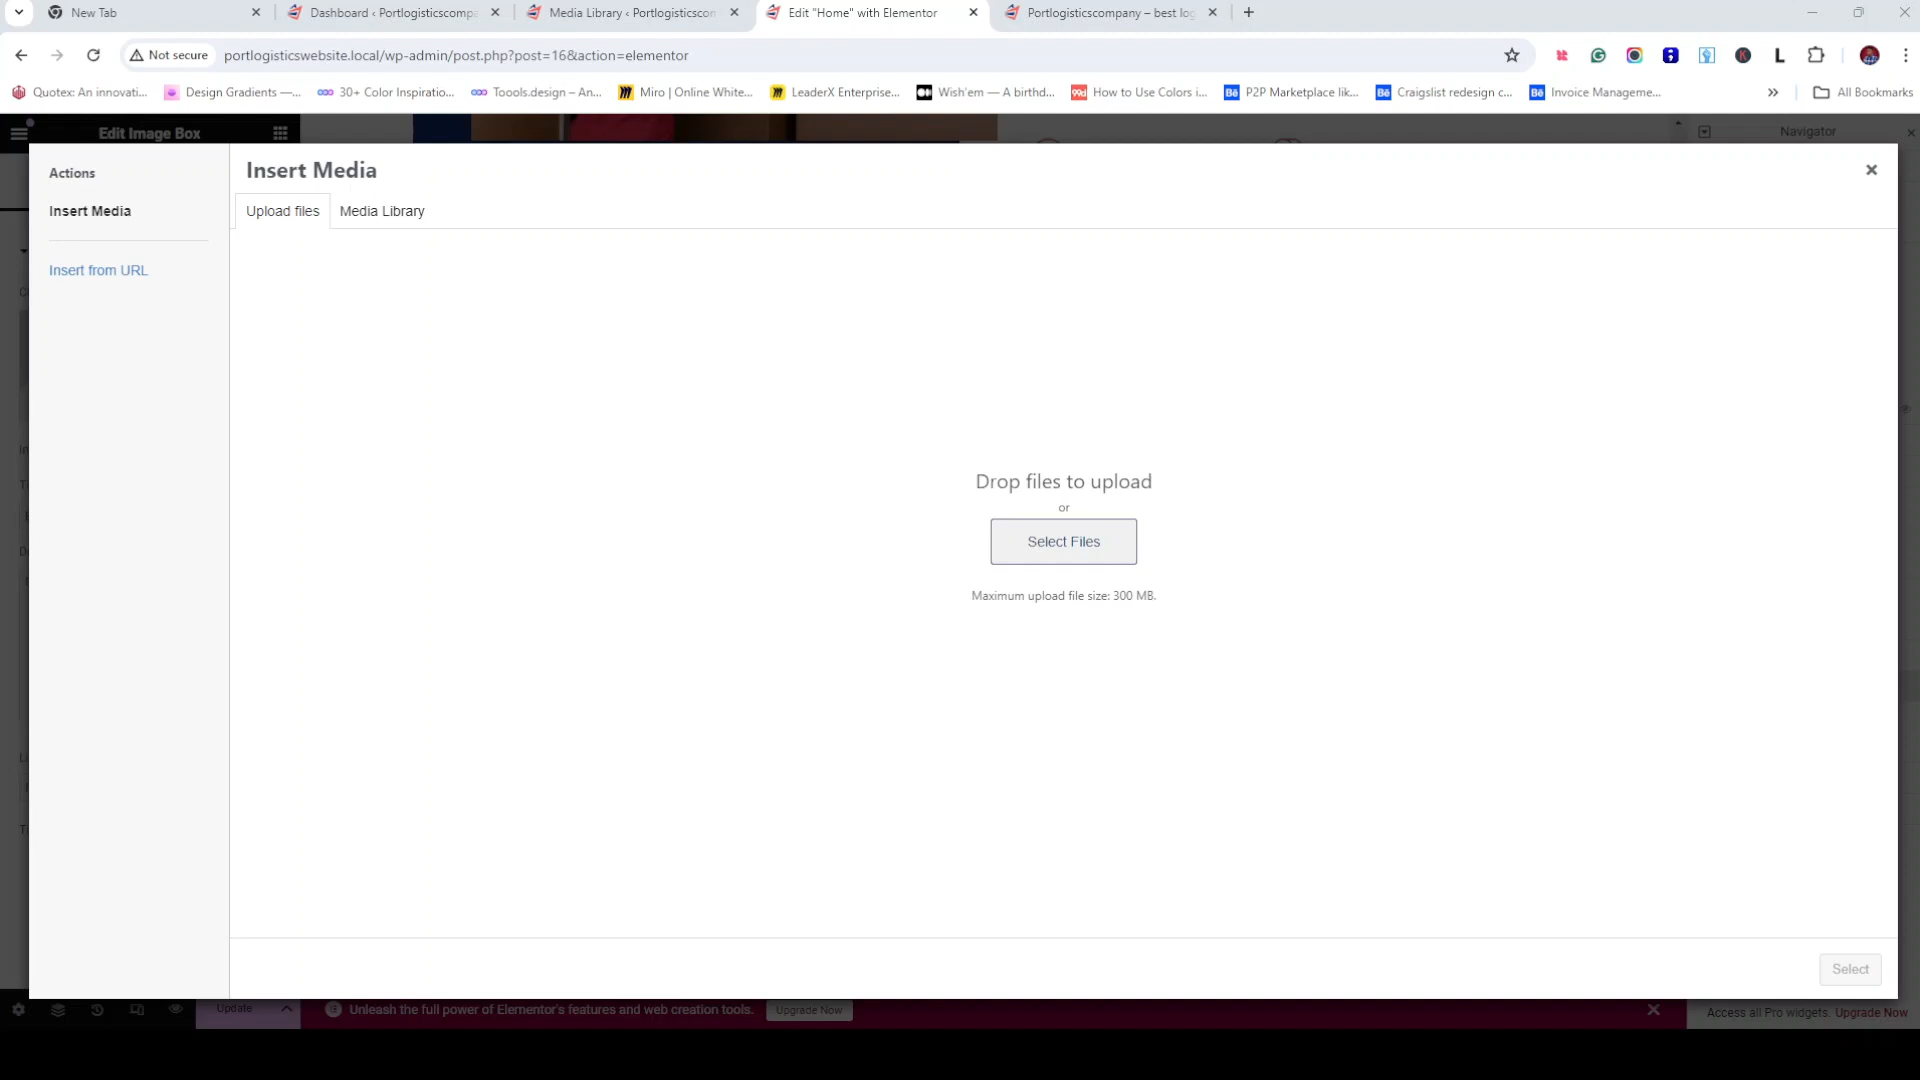 New Tab
Dashboard ‹ Portlogisticscompa
Media Library ‹ Portlogisticscon
Edit "Home" with Elementor
Portlogisticscompany – best log
Not secure
portlogisticswebsite.local/wp-admin/post.php?post=16&action=elementor
Quotex: An innovati...
Design Gradients —...
30+ Color Inspiratio...
Toools.design – An...
Miro | Online White...
LeaderX Enterprise...
Wish'em — A birthd...
How to Use Colors i...
P2P Marketplace lik...
Craigslist redesign c...
Invoice Manageme...
All Bookmarks
Edit Image Box
Navigator
Actions
Insert Media
Insert from URL
Insert Media
Upload files
Media Library
Drop files to upload
or
Select Files
Maximum upload file size: 300 MB.
Select
Update
Unleash the full power of Elementor's features and web creation tools.
Upgrade Now
Access all Pro widgets. Upgrade Now